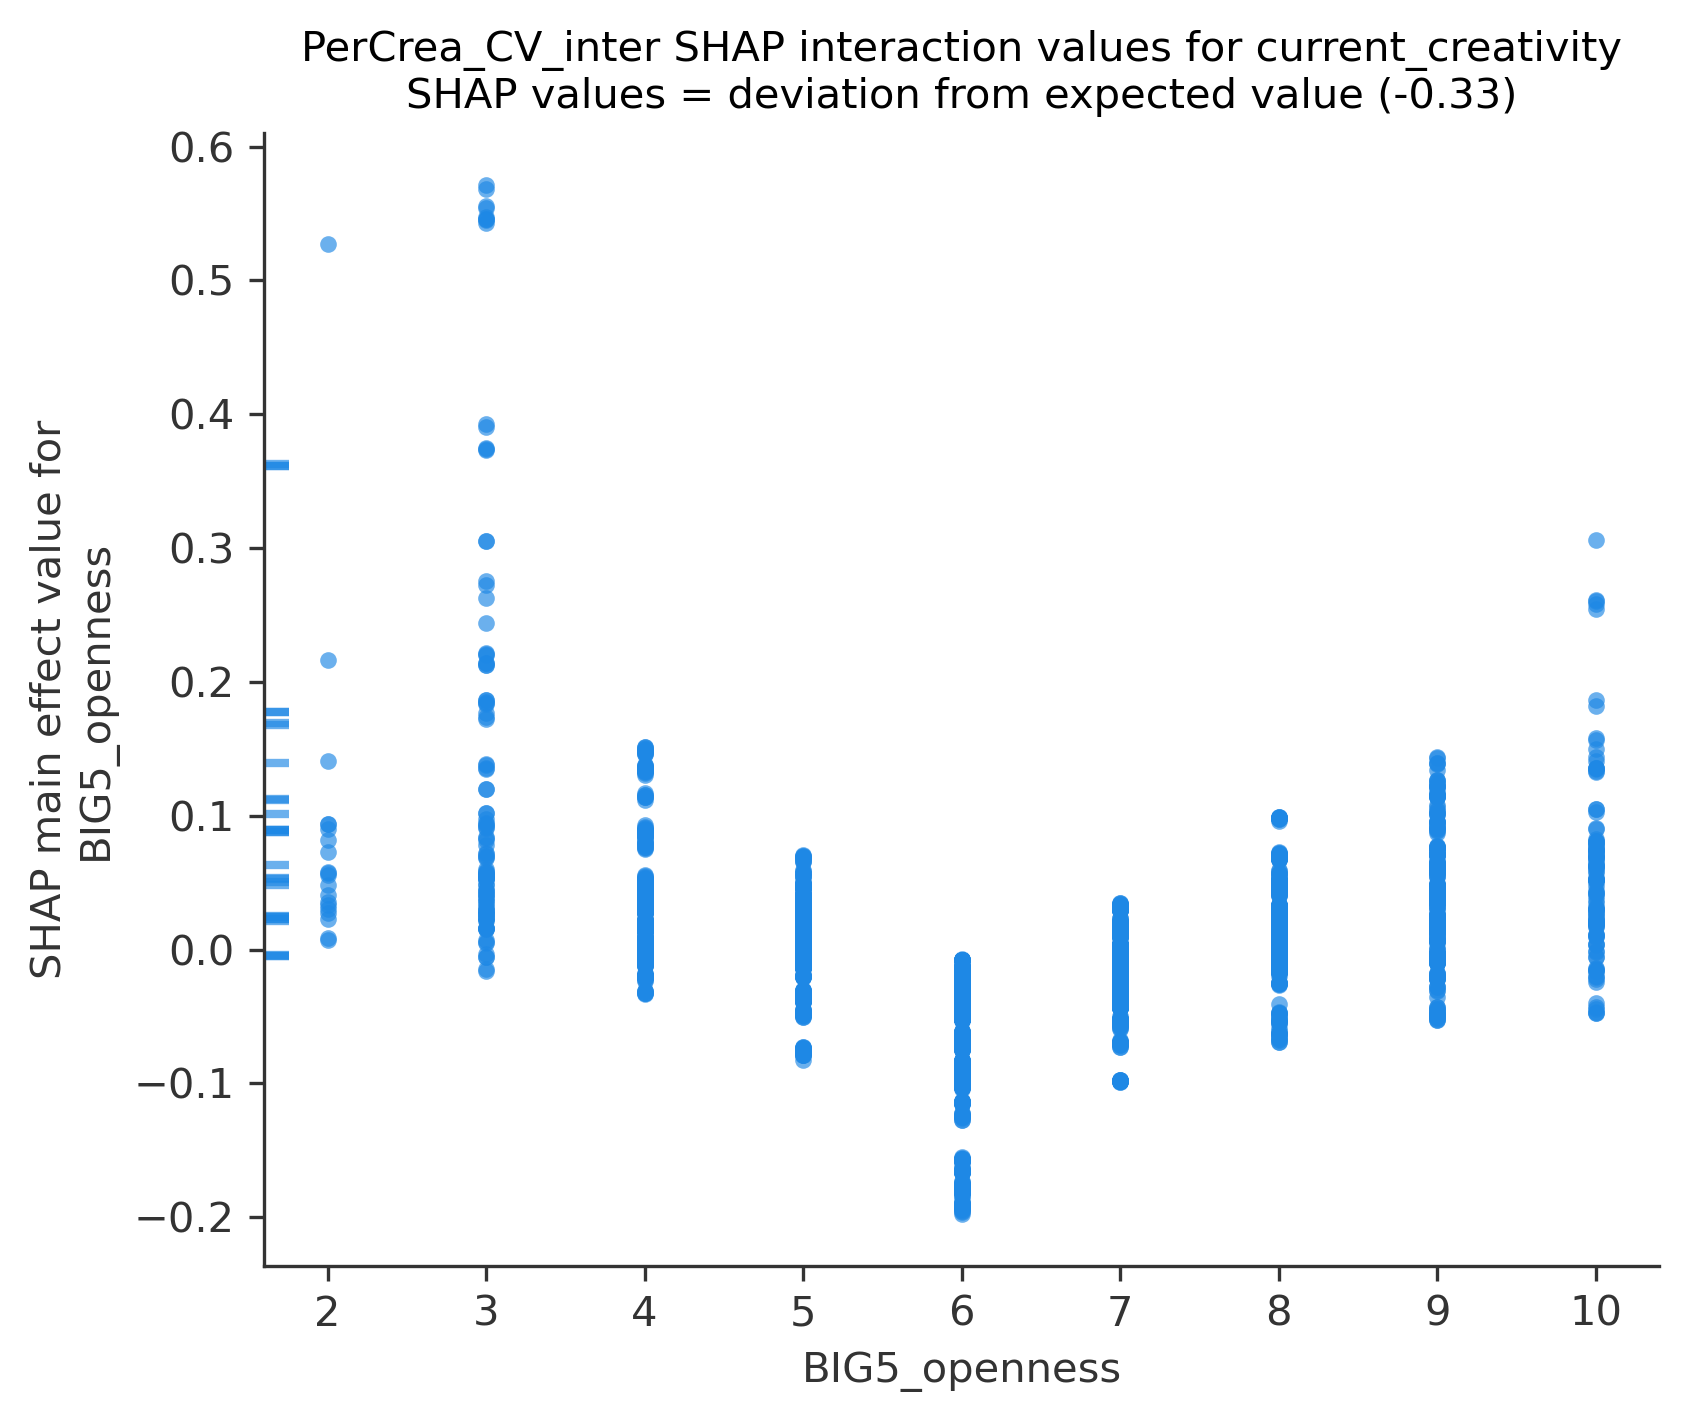 PerCrea_CV_inter SHAP interaction values for current_creativity
SHAP values = deviation from expected value (-0.33)
SHAP main effect value for
BIG5_openness
0.6
0.5
0.4
0.3
0.2
0.1
0.0
−0.1
−0.2
2 3 4 5 6 7 8 9 10
BIG5_openness